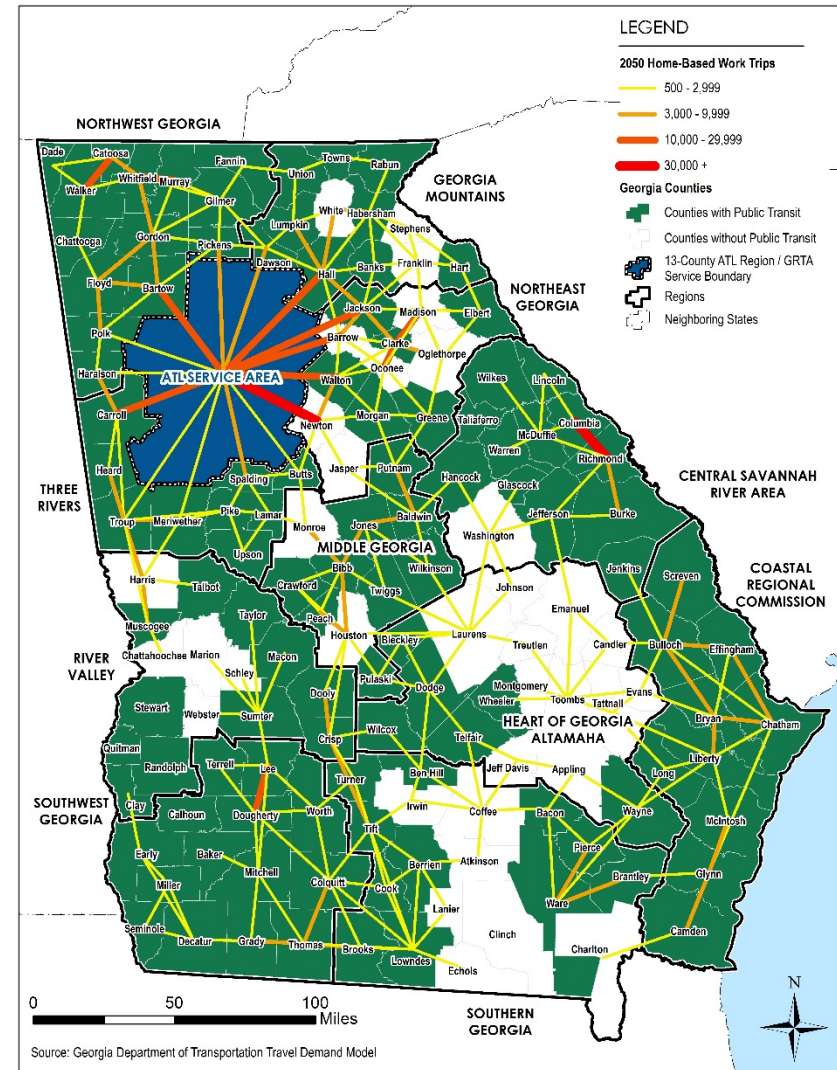 LEGEND
2050 Home-Based Work Trips
500 - 2,999
3,000 - 9,999
10,000 - 29,999
30,000 +
Georgia Counties
Counties with Public Transit
Counties without Public Transit
13-County ATL Region / GRTA
Service Boundary
Regions
Neighboring States
NORTHWEST GEORGIA
GEORGIA
MOUNTAINS
NORTHEAST
GEORGIA
CENTRAL SAVANNAH
RIVER AREA
COASTAL
REGIONAL
COMMISSION
THREE
RIVERS
MIDDLE GEORGIA
RIVER
VALLEY
HEART OF GEORGIA
ALTAMAHA
SOUTHWEST
GEORGIA
SOUTHERN
GEORGIA
ATL SERVICE AREA
Dade
Catoosa
Walker
Whitfield
Murray
Fannin
Gilmer
Chattooga
Gordon
Pickens
Floyd
Bartow
Polk
Haralson
Towns
Rabun
Union
White
Habersham
Lumpkin
Stephens
Dawson
Hall
Banks
Franklin
Hart
Jackson
Madison
Elbert
Barrow
Clarke
Oglethorpe
Oconee
Walton
Morgan
Greene
Newton
Jasper
Carroll
Heard
Troup
Meriwether
Spalding
Butts
Pike
Lamar
Upson
Putnam
Baldwin
Monroe
Jones
Bibb
Wilkinson
Crawford
Twiggs
Peach
Houston
Pulaski
Wilkes
Lincoln
Taliaforro
Columbia
McDuffie
Warren
Richmond
Hancock
Glascock
Jefferson
Burke
Washington
Jenkins
Screven
Harris
Talbot
Muscogee
Chattahoochee
Marion
Taylor
Macon
Schley
Stewart
Webster
Sumter
Quitman
Randolph
Clay
Dooly
Crisp
Johnson
Emanuel
Laurens
Treutlen
Candler
Bleckley
Dodge
Montgomery
Wheeler
Toombs
Tattnall
Evans
Wilcox
Telfair
Jeff Davis
Appling
Wayne
Bulloch
Effingham
Bryan
Chatham
Liberty
Long
McIntosh
Glynn
Camden
Terrell
Lee
Calhoun
Dougherty
Worth
Early
Baker
Mitchell
Colquitt
Miller
Seminole
Decatur
Grady
Thomas
Turner
Ben Hill
Irwin
Coffee
Tift
Bacon
Pierce
Berrien
Atkinson
Cook
Ware
Brantley
Lanier
Clinch
Charlton
Brooks
Lowndes
Echols
0
50
100
Miles
N
Source: Georgia Department of Transportation Travel Demand Model